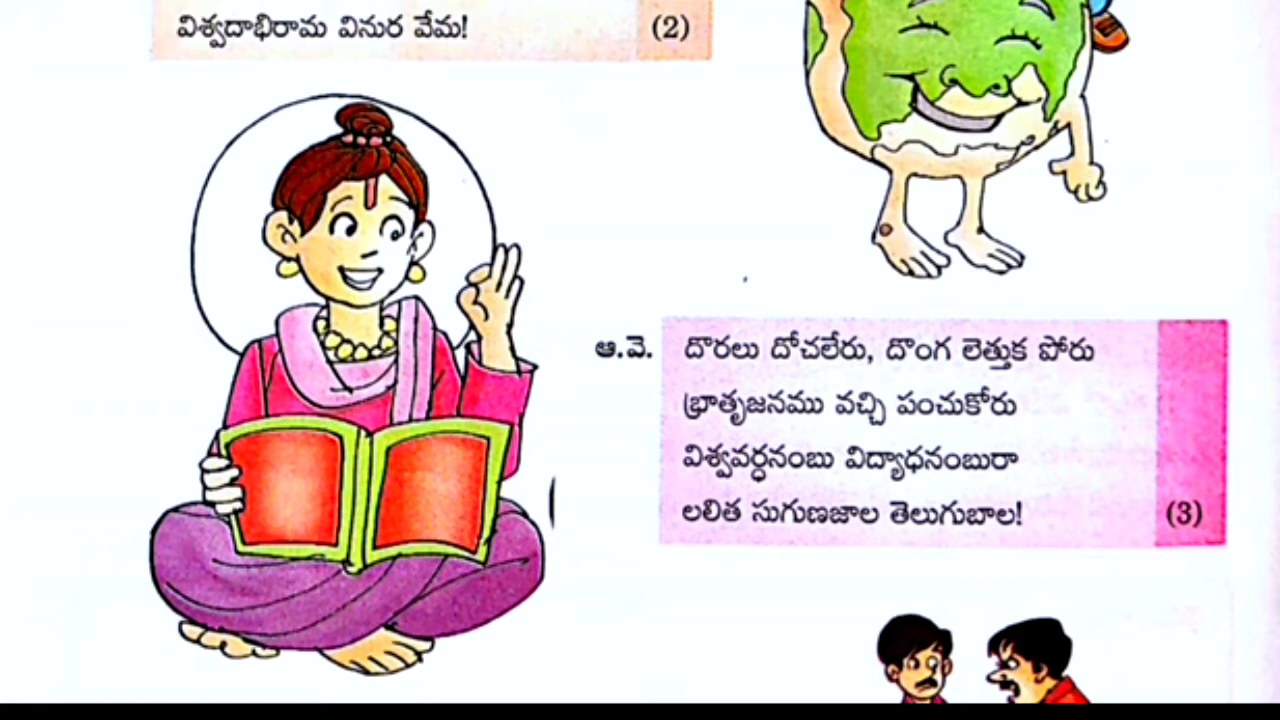 విశ్వదాభిరామ వినుర వేమ! (2)
ఆ.వె. దొరలు దోచలేరు, దొంగ లెత్తుక పోరు
భ్రాతృజనము వచ్చి పంచుకోరు
విశ్వవర్ధనంబు విద్యాధనంబురా
లలిత సుగుణజాల తెలుగుబాల! (3)